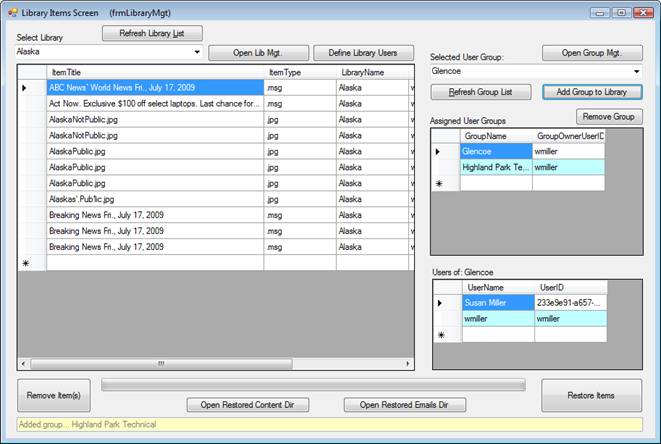 Library Items Screen (frmLibraryMgt)
Select Library
Refresh Library List
Alaska
Open Lib Mgt.
Define Library Users
Selected User Group:
Open Group Mgt.
Glencoe
Refresh Group List
Add Group to Library
Remove Group
ItemTitle ItemType LibraryName
ABC News' World News Fri., July 17, 2009 .msg Alaska w
Act Now. Exclusive $100 off select laptops. Last chance for... .msg Alaska w
AlaskaNotPublic.jpg .jpg Alaska w
AlaskaNotPublic.jpg .jpg Alaska w
AlaskaPublic.jpg .jpg Alaska w
AlaskaPublic.jpg .jpg Alaska w
AlaskaPublic.jpg .jpg Alaska w
Alaskas'.Pub'lic.jpg .jpg Alaska w
Breaking News Fri., July 17, 2009 .msg Alaska w
Breaking News Fri., July 17, 2009 .msg Alaska w
Breaking News Fri., July 17, 2009 .msg Alaska w
Assigned User Groups
GroupName GroupOwnerUserID
Glencoe wmiller
Highland Park Te... wmiller
Users of: Glencoe
UserName UserID
Susan Miller 233e9e91-a657-...
wmiller wmiller
Remove Item(s)
Open Restored Content Dir
Open Restored Emails Dir
Restore Items
Added group... Highland Park Technical